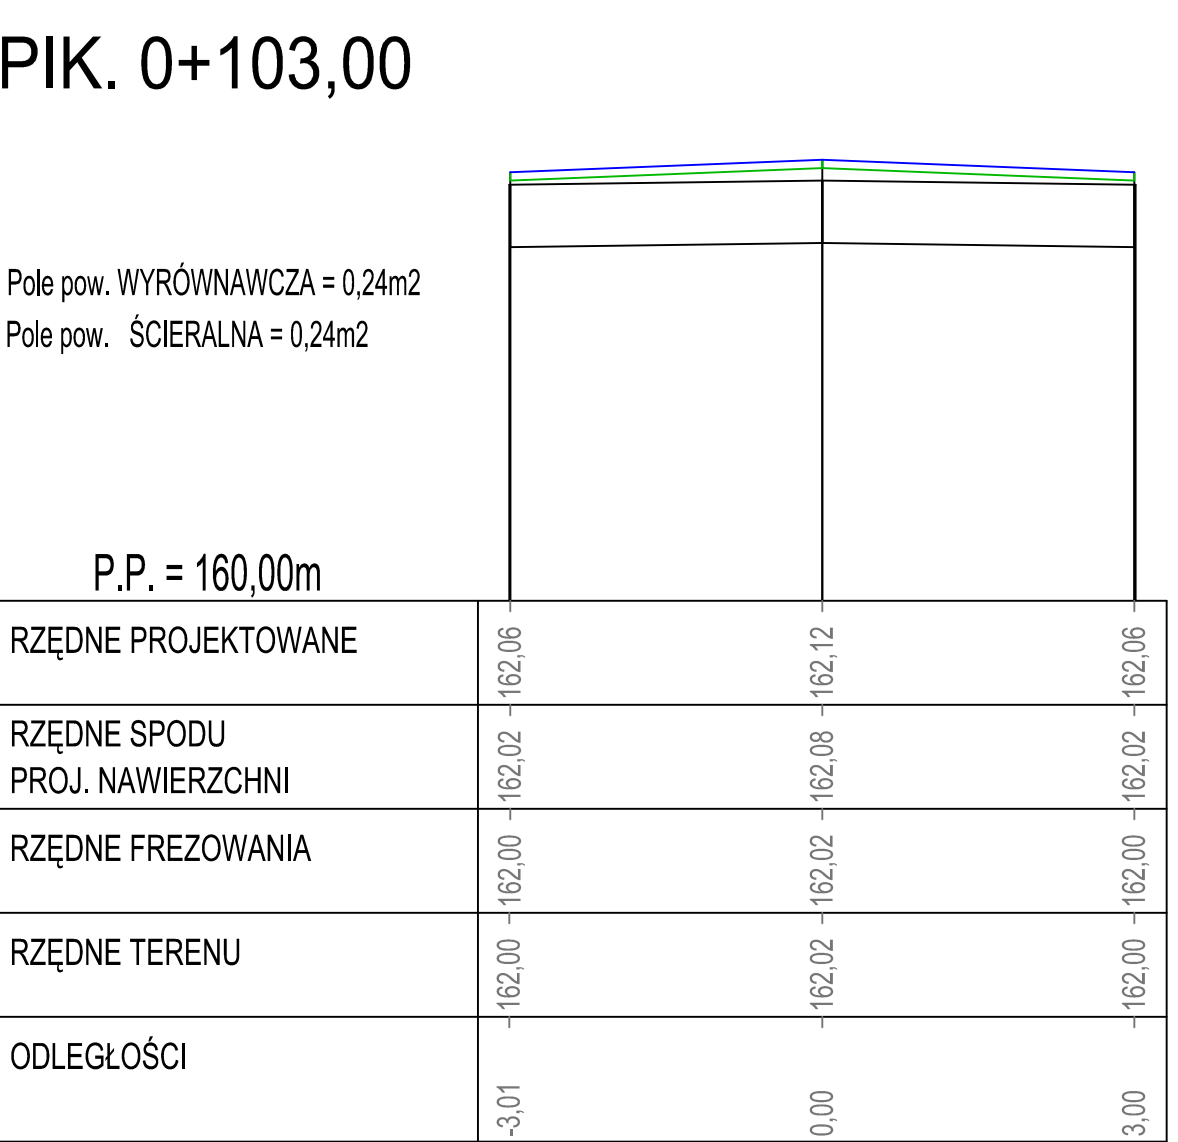 PIK. 0+103,00
Pole pow. WYRÓWNAWCZA = 0,24m2
Pole pow. ŚCIERALNA = 0,24m2
P.P. = 160,00m
RZĘDNE PROJEKTOWANE
162,06
162,12
162,06
RZĘDNE SPODU
PROJ. NAWIERZCHNI
162,02
162,08
162,02
RZĘDNE FREZOWANIA
162,00
162,02
162,00
RZĘDNE TERENU
162,00
162,02
162,00
ODLEGŁOŚCI
-3,01
0,00
3,00